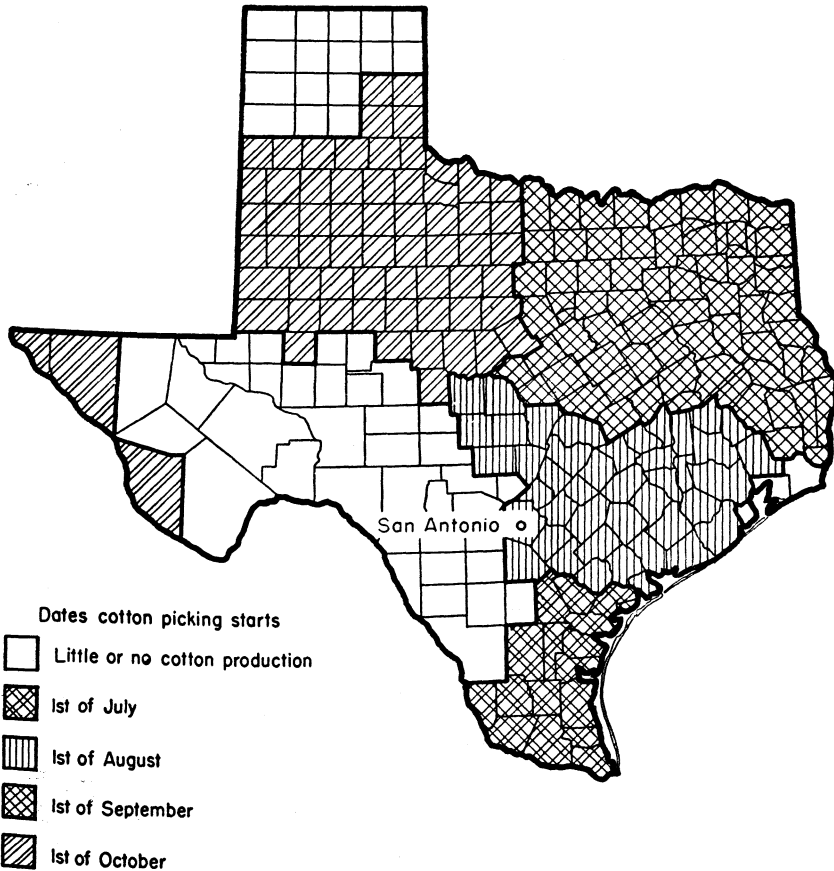 San Antonio
Dates cotton picking starts
Little or no cotton production
1st of July
1st of August
1st of September
1st of October